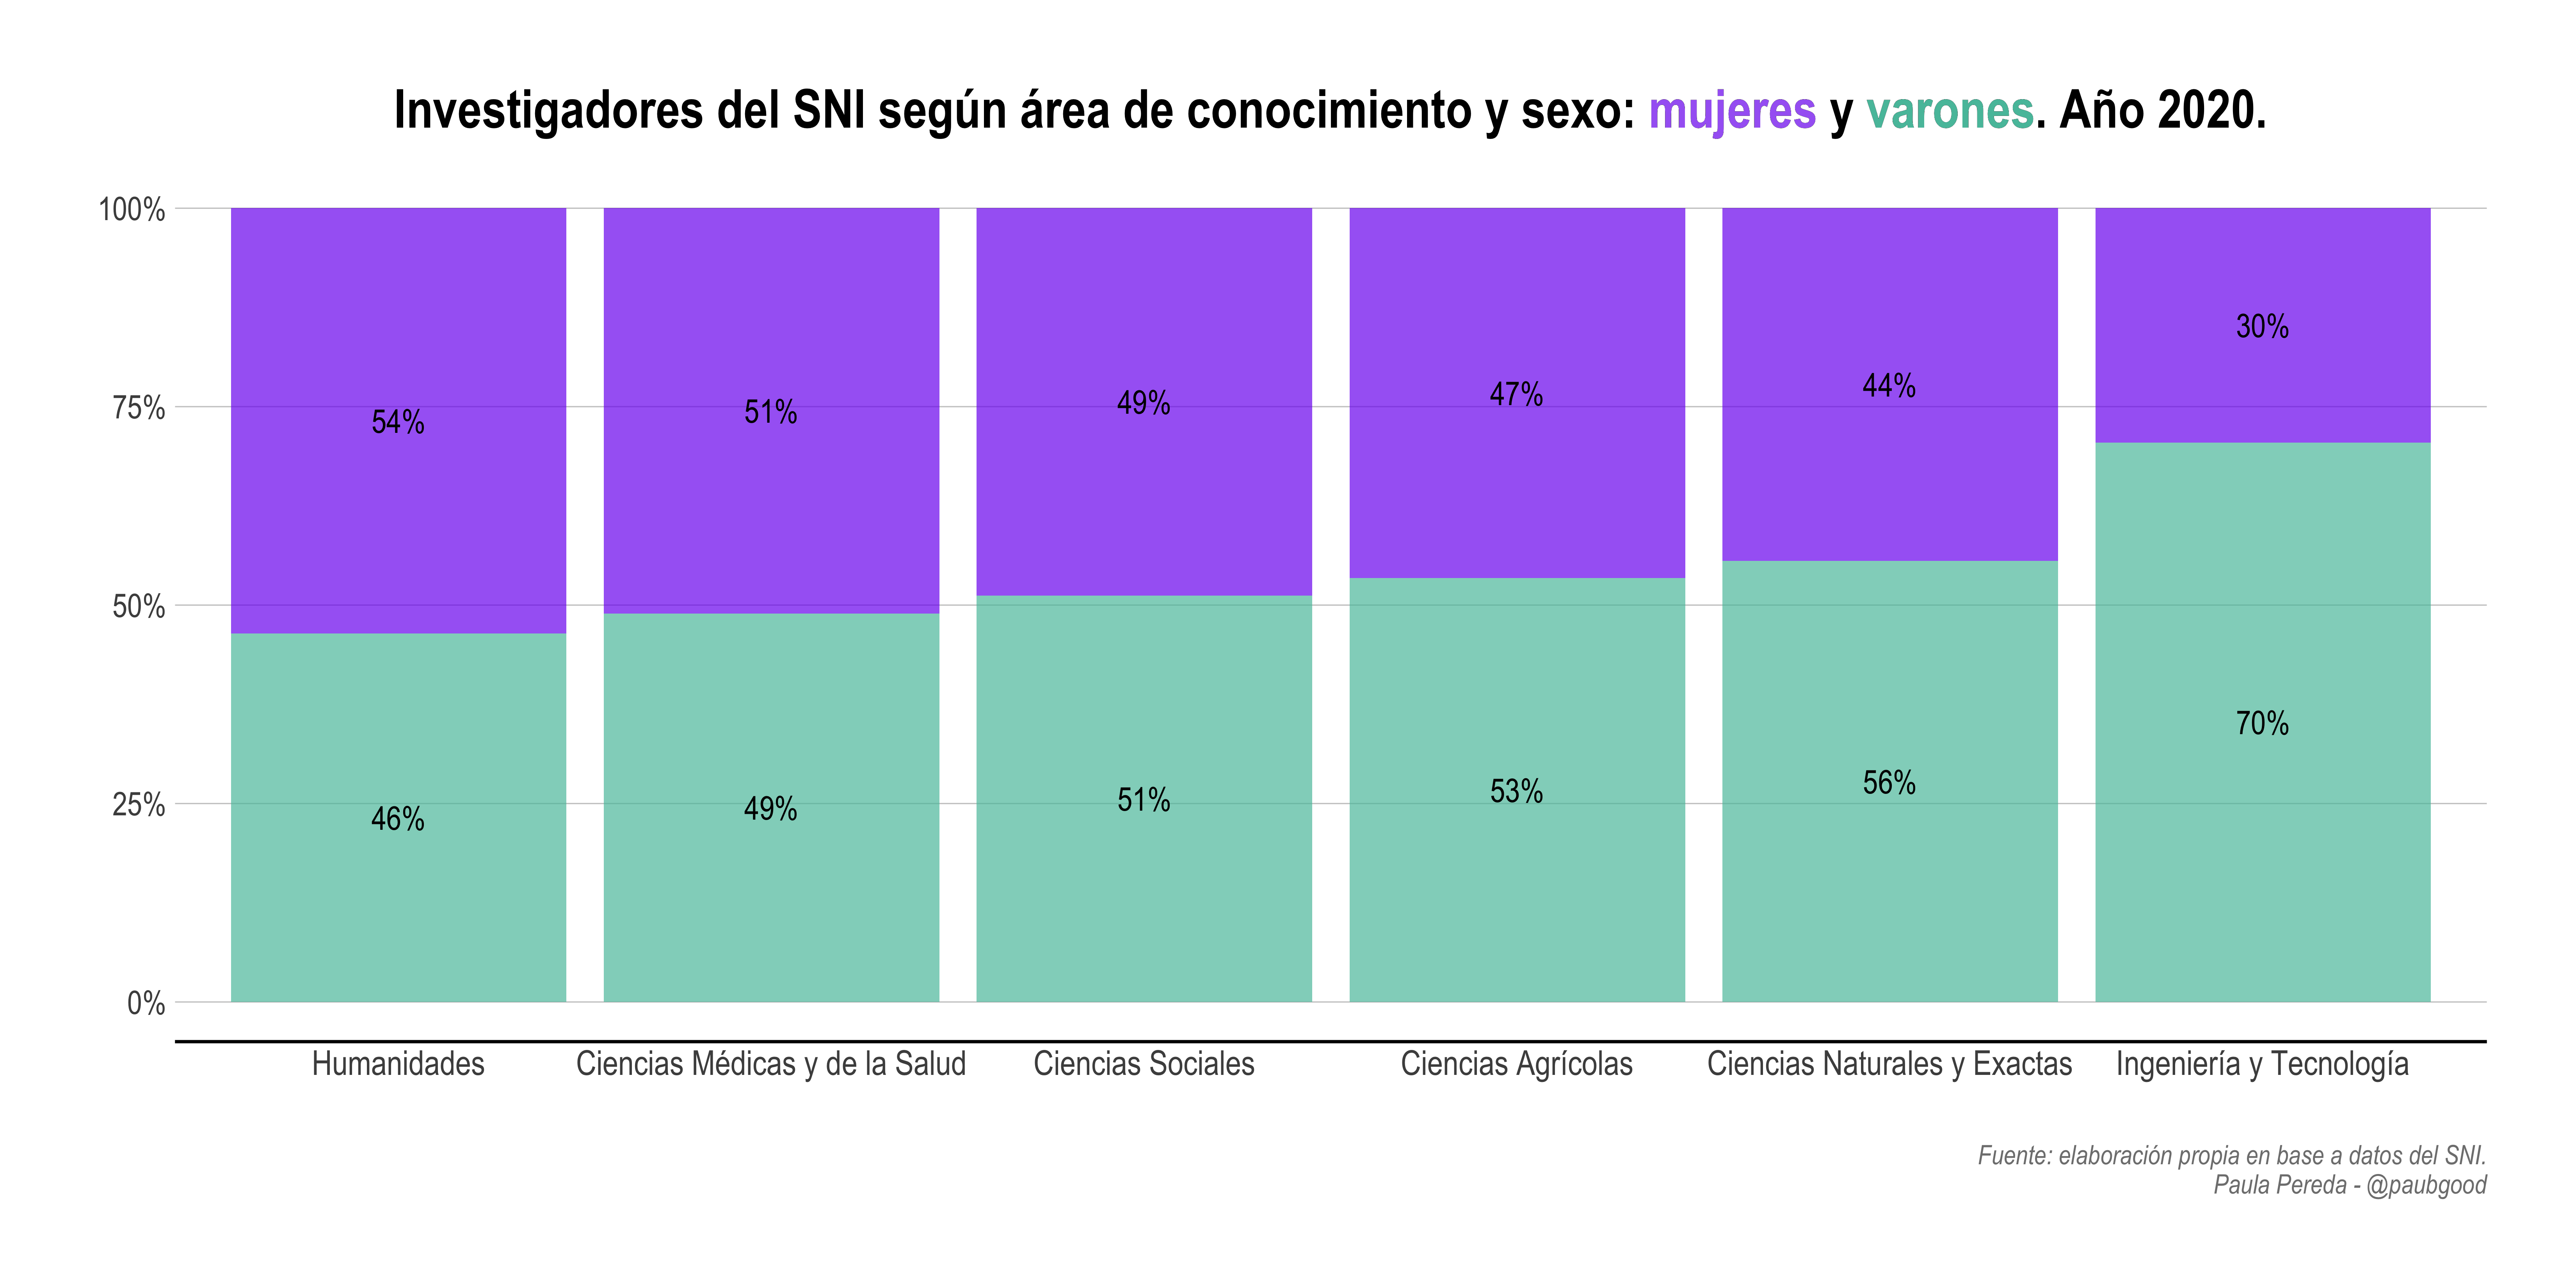 Investigadores del SNI según área de conocimiento y sexo: mujeres y varones. Año 2020.
100%
75%
50%
25%
0%
54%
51%
49%
47%
44%
30%
46%
49%
51%
53%
56%
70%
Humanidades
Ciencias Médicas y de la Salud
Ciencias Sociales
Ciencias Agrícolas
Ciencias Naturales y Exactas
Ingeniería y Tecnología
Fuente: elaboración propia en base a datos del SNI.
Paula Pereda - @paubgood